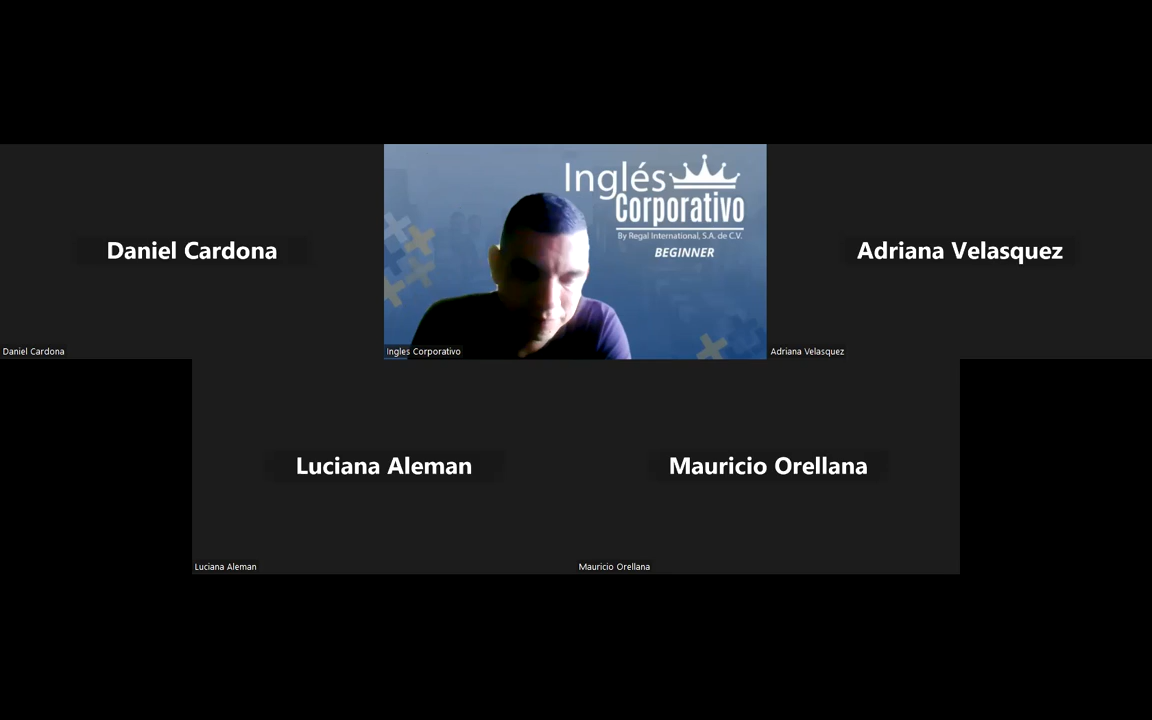 Daniel Cardona
Daniel Cardona
Inglés
Corporativo
By Regal International, S.A. de C.V.
BEGINNER
Ingles Corporativo
Adriana Velasquez
Adriana Velasquez
Luciana Aleman
Luciana Aleman
Mauricio Orellana
Mauricio Orellana